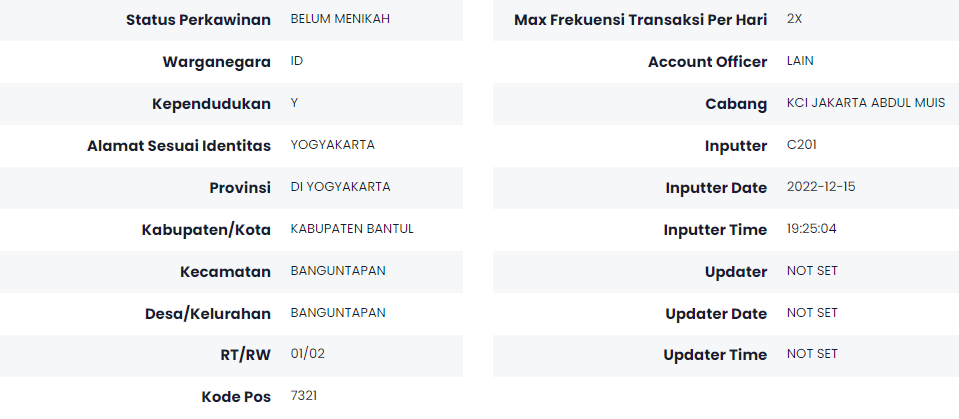 Status Perkawinan BELUM MENIKAH
Warganegara ID
Kependudukan Y
Alamat Sesuai Identitas YOGYAKARTA
Provinsi DI YOGYAKARTA
Kabupaten/Kota KABUPATEN BANTUL
Kecamatan BANGUNTAPAN
Desa/Kelurahan BANGUNTAPAN
RT/RW 01/02
Kode Pos 7321
Max Frekuensi Transaksi Per Hari 2X
Account Officer LAIN
Cabang KCI JAKARTA ABDUL MUIS
Inputter C201
Inputter Date 2022-12-15
Inputter Time 19:25:04
Updater NOT SET
Updater Date NOT SET
Updater Time NOT SET